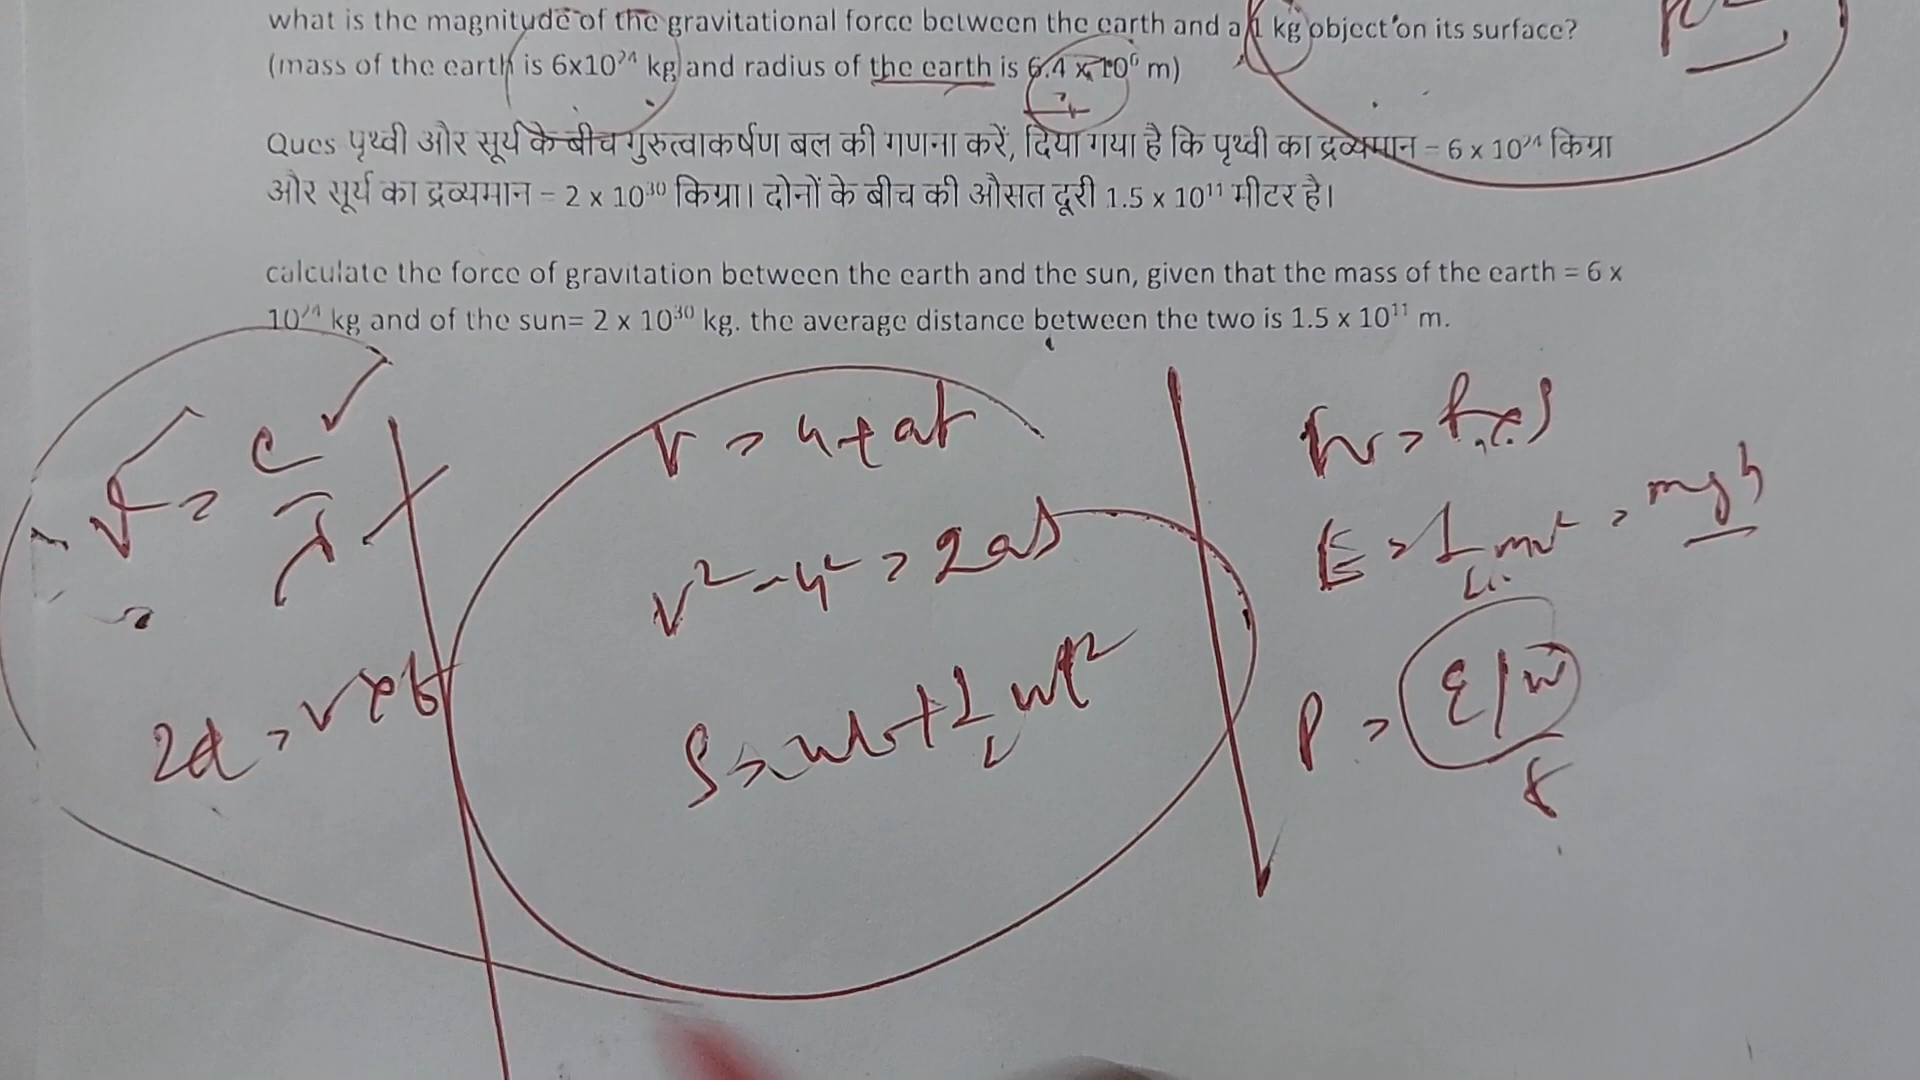 what is the magnitude of the gravitational force between the earth and a 1 kg object on its surface?
(mass of the earth is 6x10²⁴ kg and radius of the earth is 6.4 x 10⁶ m)
Ques पृथ्वी और सूर्य के बीच गुरुत्वाकर्षण बल की गणना करें, दिया गया है कि पृथ्वी का द्रव्यमान = 6 x 10²⁴ किग्रा
और सूर्य का द्रव्यमान = 2 x 10³⁰ किग्रा। दोनों के बीच की औसत दूरी 1.5 x 10¹¹ मीटर है।
calculate the force of gravitation between the earth and the sun, given that the mass of the earth = 6 x
10²⁴ kg and of the sun= 2 x 10³⁰ kg. the average distance between the two is 1.5 x 10¹¹ m.
v = u + at
v² - u² = 2as
2d = v x t
E = 1/2 mv² = mgh
P = E/W
t